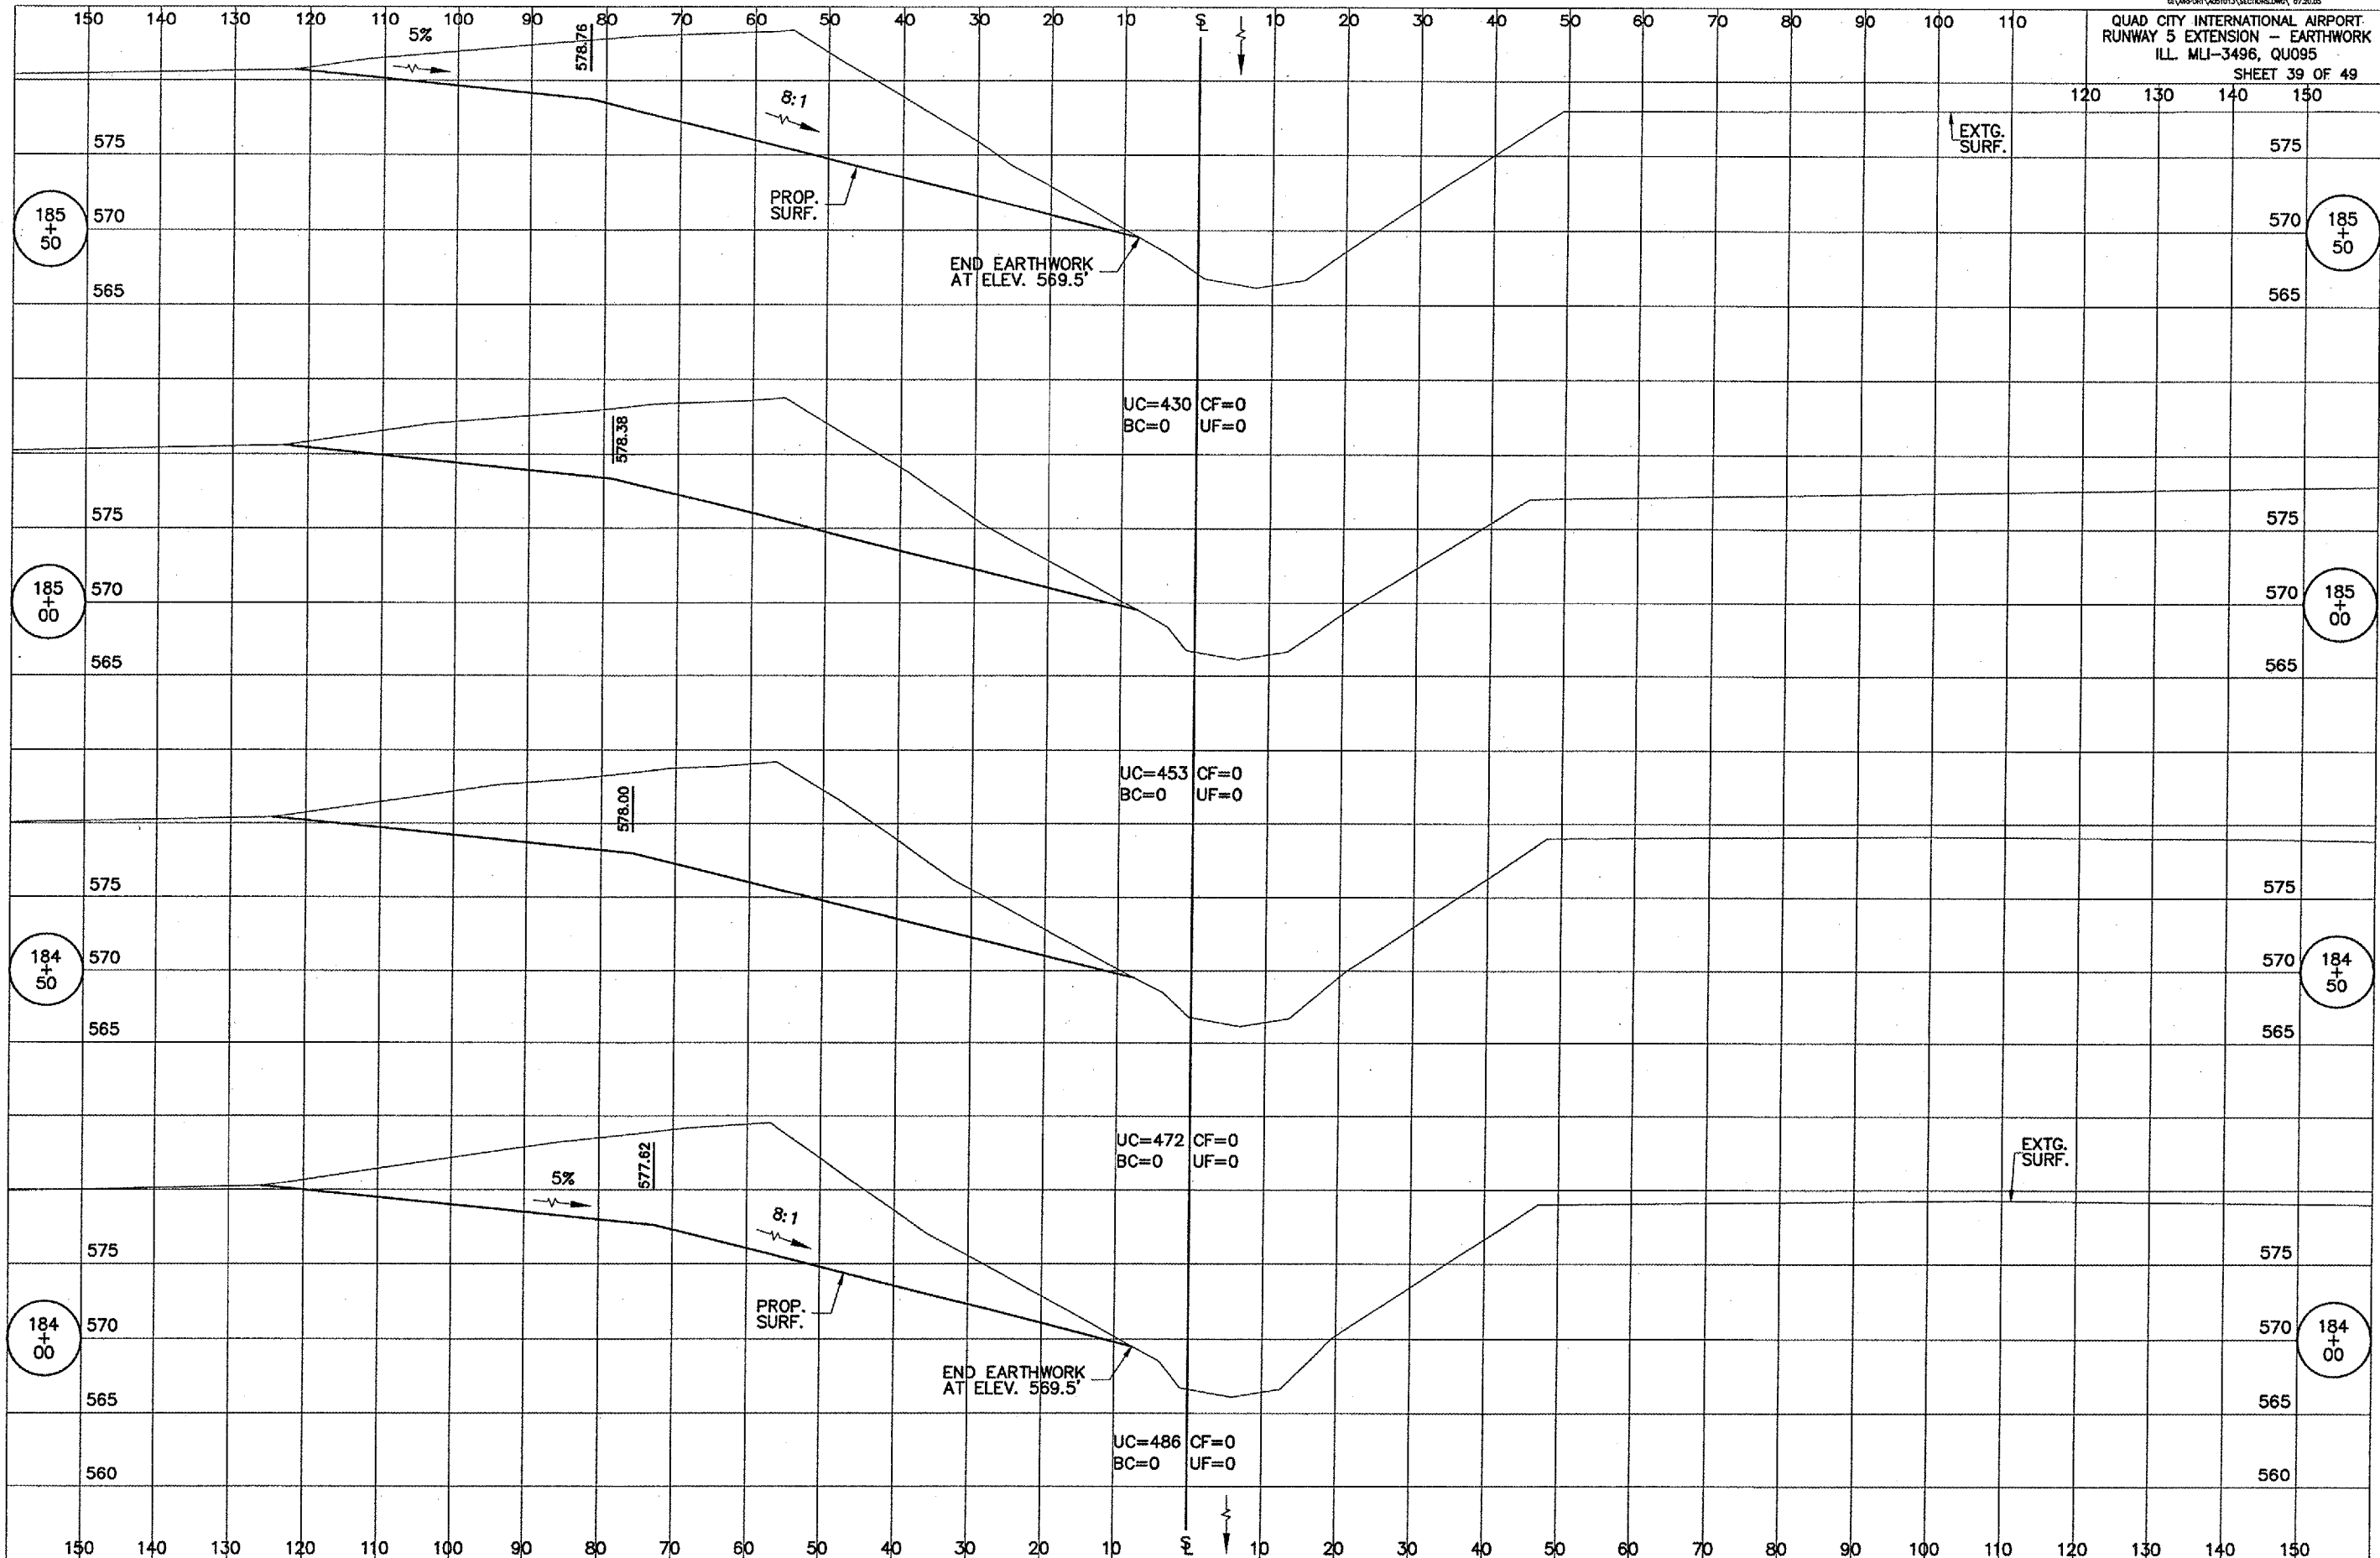 150 140 130 120 110 100 90 80 70 60 50 40 30 20 10 ℄ 10 20 30 40 50 60 70 80 90 100 110
QUAD CITY INTERNATIONAL AIRPORT
RUNWAY 5 EXTENSION – EARTHWORK
ILL. MLI-3496, QU095
SHEET 39 OF 49
120 130 140 150
5%
578.76
8:1
EXTG.
SURF.
575 575
PROP.
SURF.
185
+
50
570 570
185
+
50
END EARTHWORK
AT ELEV. 569.5'
565 565
UC=430 CF=0
BC=0 UF=0
578.38
575 575
185
+
00
570 570
185
+
00
565 565
UC=453 CF=0
BC=0 UF=0
578.00
575 575
184
+
50
570 570
184
+
50
565 565
UC=472 CF=0
BC=0 UF=0
577.62
EXTG.
SURF.
5%
8:1
575 575
PROP.
SURF.
184
+
00
570 570
184
+
00
END EARTHWORK
AT ELEV. 569.5'
565 565
UC=486 CF=0
BC=0 UF=0
560 560
150 140 130 120 110 100 90 80 70 60 50 40 30 20 10 ℄ 10 20 30 40 50 60 70 80 90 100 110 120 130 140 150